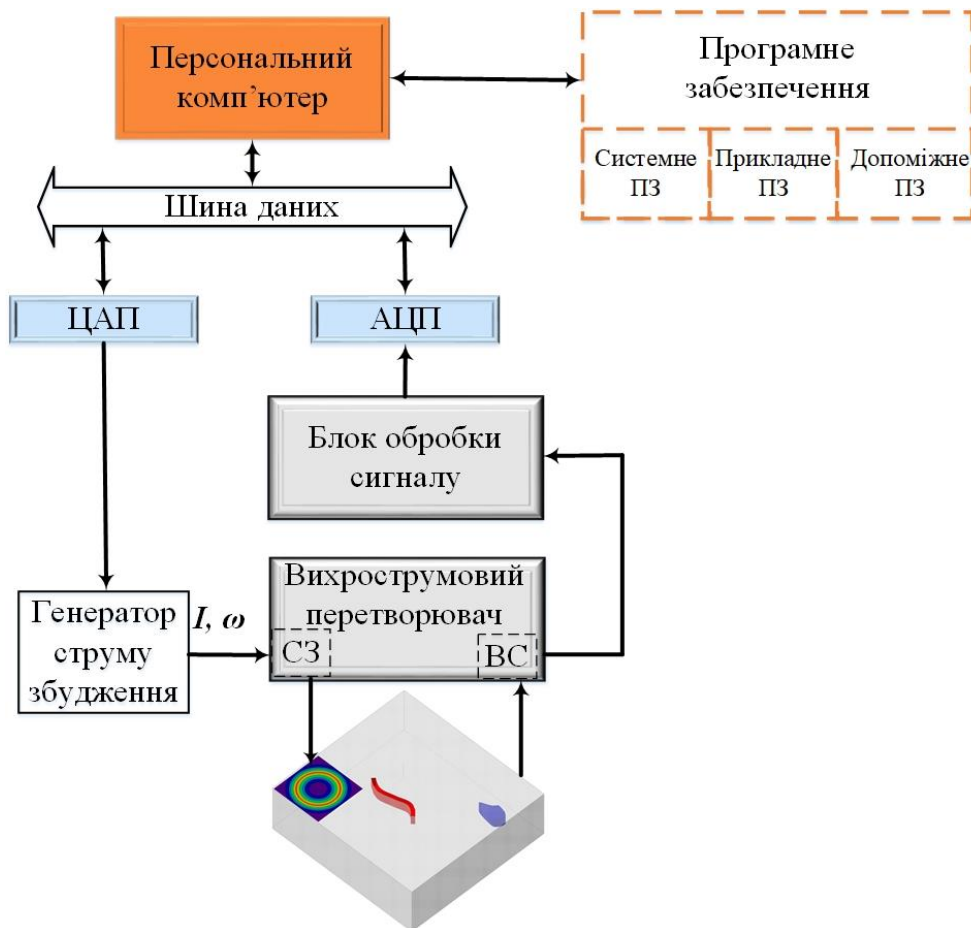 Персональний
комп’ютер
Програмне
забезпечення
Системне
ПЗ
Прикладне
ПЗ
Допоміжне
ПЗ
Шина даних
ЦАП
АЦП
Блок обробки
сигналу
Генератор
струму
збудження
I, ω
Вихрострумовий
перетворювач
СЗ
ВС